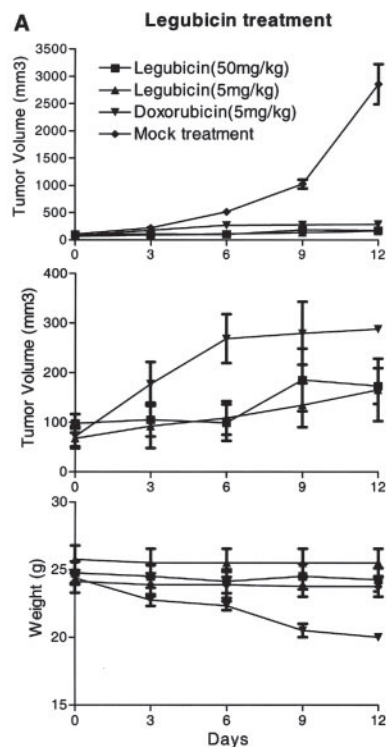 A
Legubicin treatment
Tumor Volume (mm3)
3500
3000
2500
2000
1500
1000
500
0
Legubicin(50mg/kg)
Legubicin(5mg/kg)
Doxorubicin(5mg/kg)
Mock treatment
0 3 6 9 12
Tumor Volume (mm3)
400
300
200
100
0
0 3 6 9 12
Weight (g)
30
25
20
15
0 3 6 9 12
Days